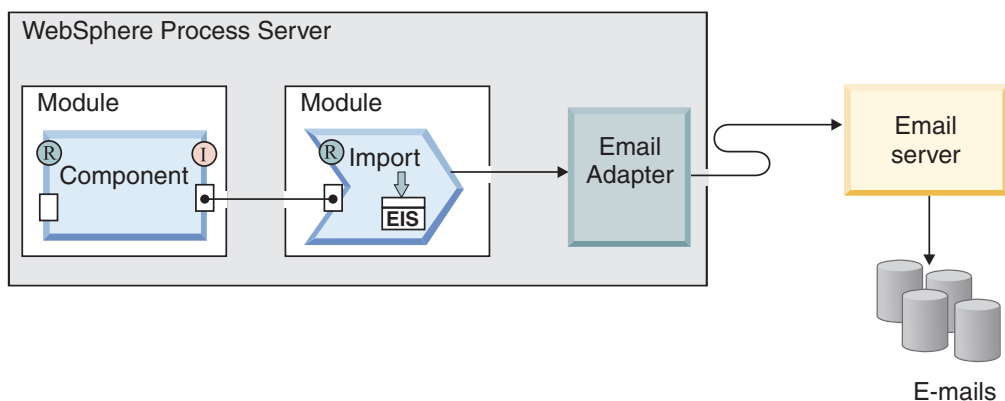 WebSphere Process Server
Module
R
I
Component
Module
R
Import
EIS
Email
Adapter
Email
server
E-mails